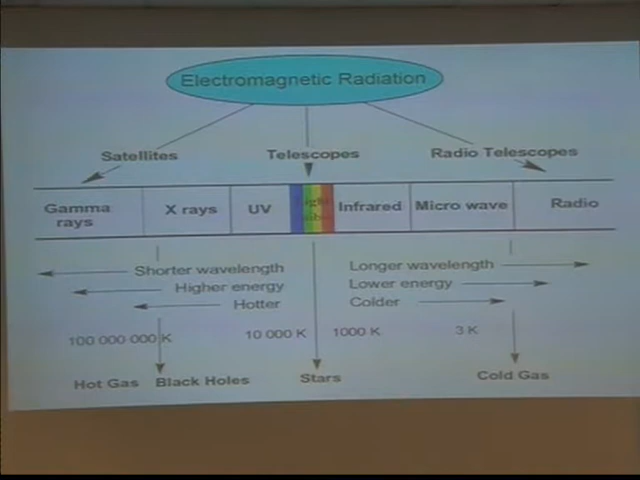 Electromagnetic Radiation
Satellites Telescopes Radio Telescopes
Gamma rays X rays UV Infrared Micro wave Radio
Shorter wavelength Longer wavelength
Higher energy Lower energy
Hotter Colder
100 000 000 K 10 000 K 1000 K 3 K
Hot Gas Black Holes Stars Cold Gas